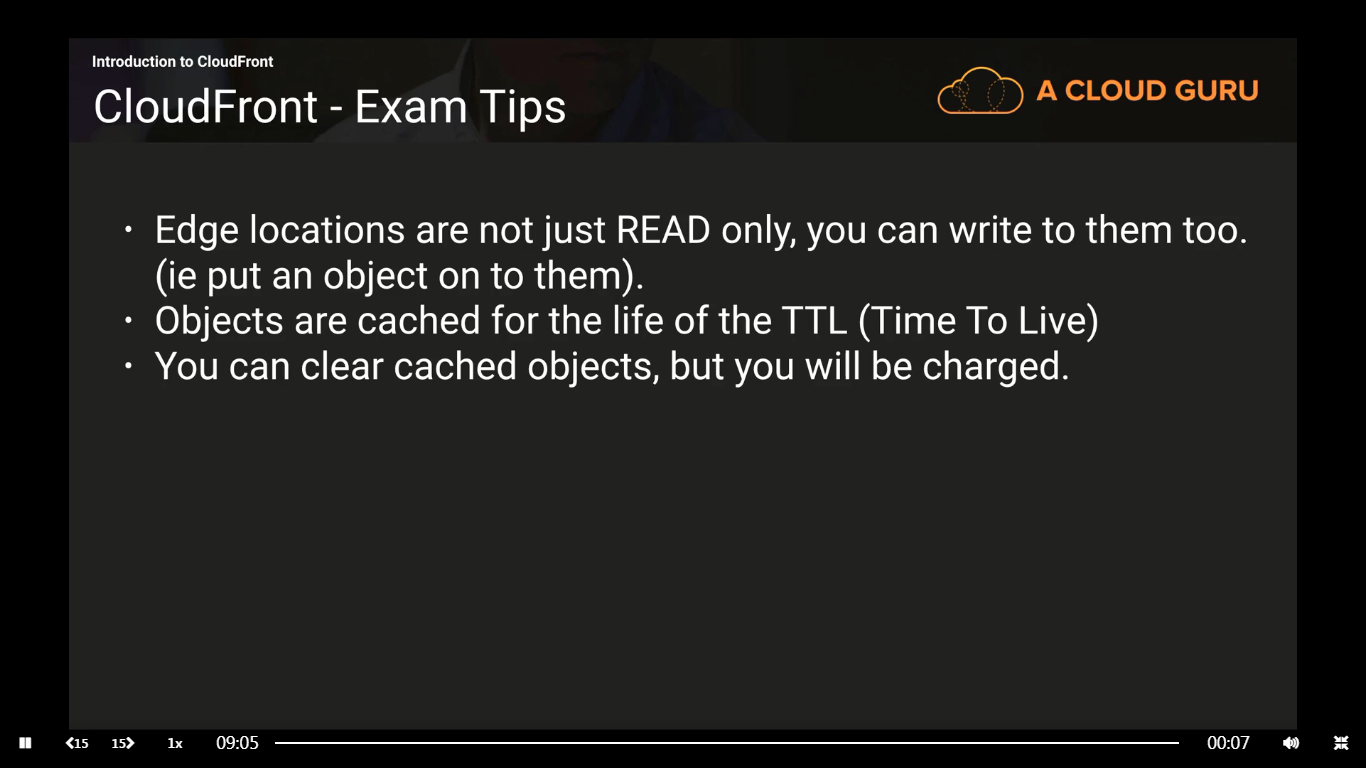 Introduction to CloudFront
CloudFront - Exam Tips
A CLOUD GURU
• Edge locations are not just READ only, you can write to them too.
(ie put an object on to them).
• Objects are cached for the life of the TTL (Time To Live)
• You can clear cached objects, but you will be charged.
15
15
1x
09:05
00:07